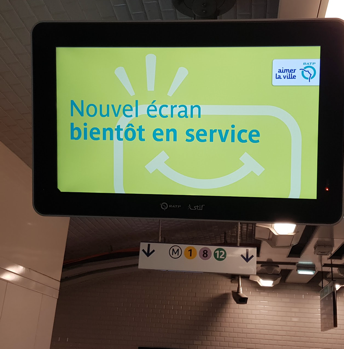 RATP
aimer
la ville
Nouvel écran
bientôt en service
M 1 8 12